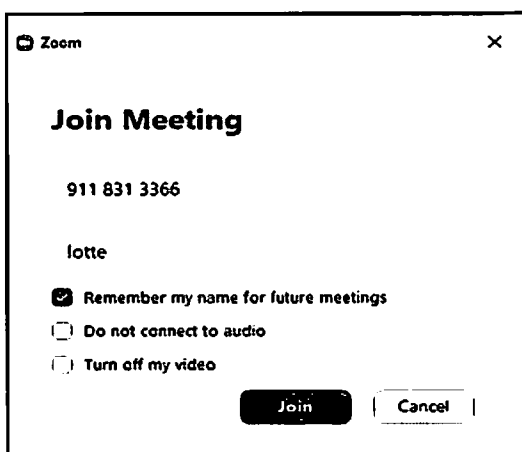 Zoom
Join Meeting
911 831 3366
lotte
Remember my name for future meetings
Do not connect to audio
Turn off my video
Join
Cancel